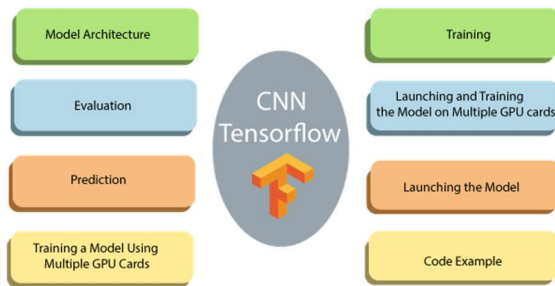 Model Architecture
Evaluation
Prediction
Training a Model Using
Multiple GPU Cards
CNN
Tensorflow
Training
Launching and Training
the Model on Multiple GPU cards
Launching the Model
Code Example